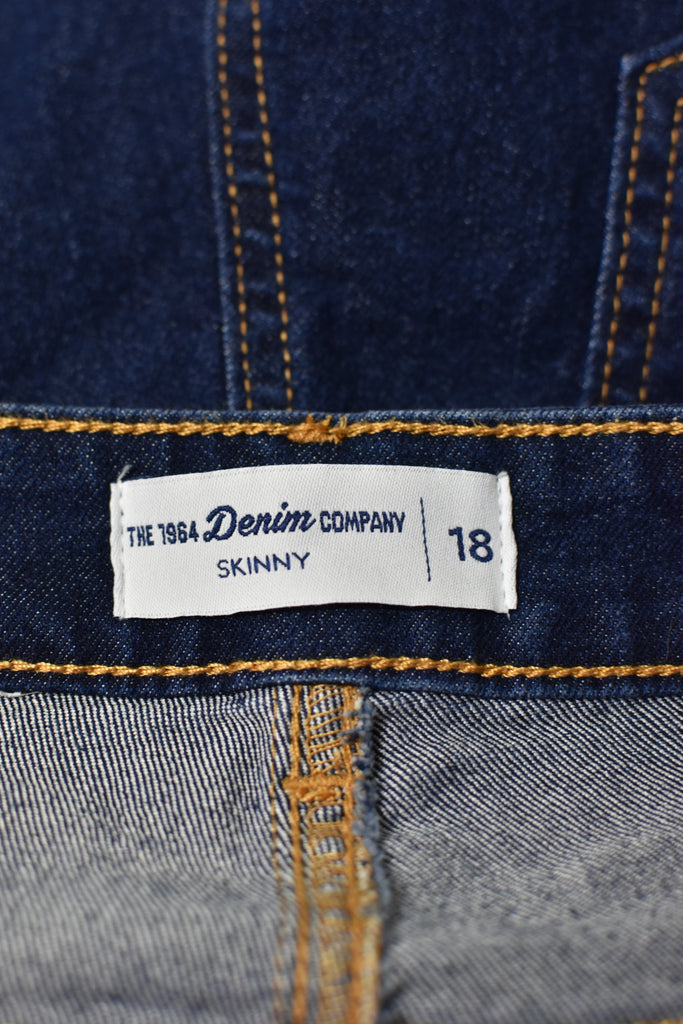 THE 1964 Denim COMPANY
SKINNY
18